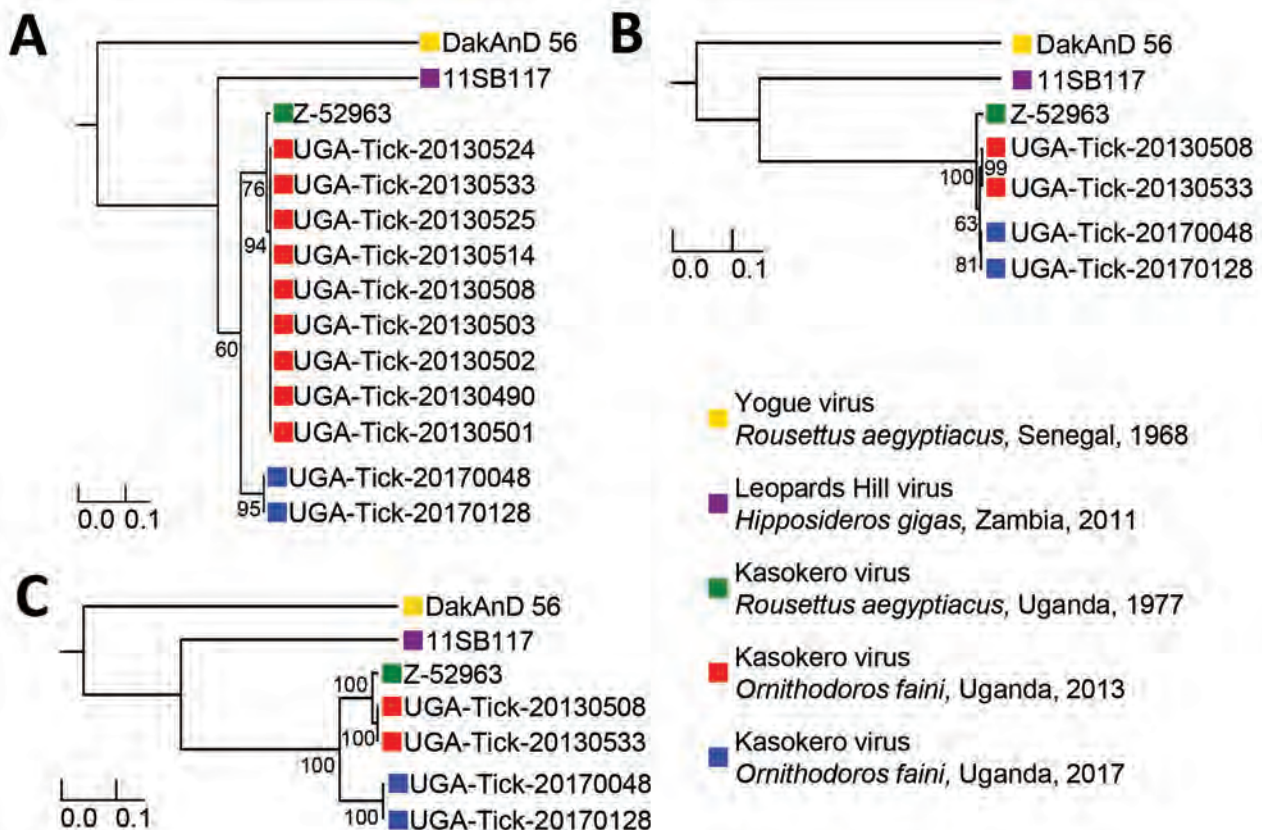 A
DakAnD 56
11SB117
Z-52963
UGA-Tick-20130524
UGA-Tick-20130533
76
UGA-Tick-20130525
94
UGA-Tick-20130514
UGA-Tick-20130508
UGA-Tick-20130503
60
UGA-Tick-20130502
UGA-Tick-20130490
UGA-Tick-20130501
UGA-Tick-20170048
95
UGA-Tick-20170128
0.0 0.1
B
DakAnD 56
11SB117
Z-52963
UGA-Tick-20130508
99
100
UGA-Tick-20130533
63
UGA-Tick-20170048
81
UGA-Tick-20170128
0.0 0.1
C
DakAnD 56
11SB117
Z-52963
100
UGA-Tick-20130508
100
UGA-Tick-20130533
100
UGA-Tick-20170048
100
UGA-Tick-20170128
0.0 0.1
Yogue virus
Rousettus aegyptiacus, Senegal, 1968
Leopards Hill virus
Hipposideros gigas, Zambia, 2011
Kasokero virus
Rousettus aegyptiacus, Uganda, 1977
Kasokero virus
Ornithodoros faini, Uganda, 2013
Kasokero virus
Ornithodoros faini, Uganda, 2017